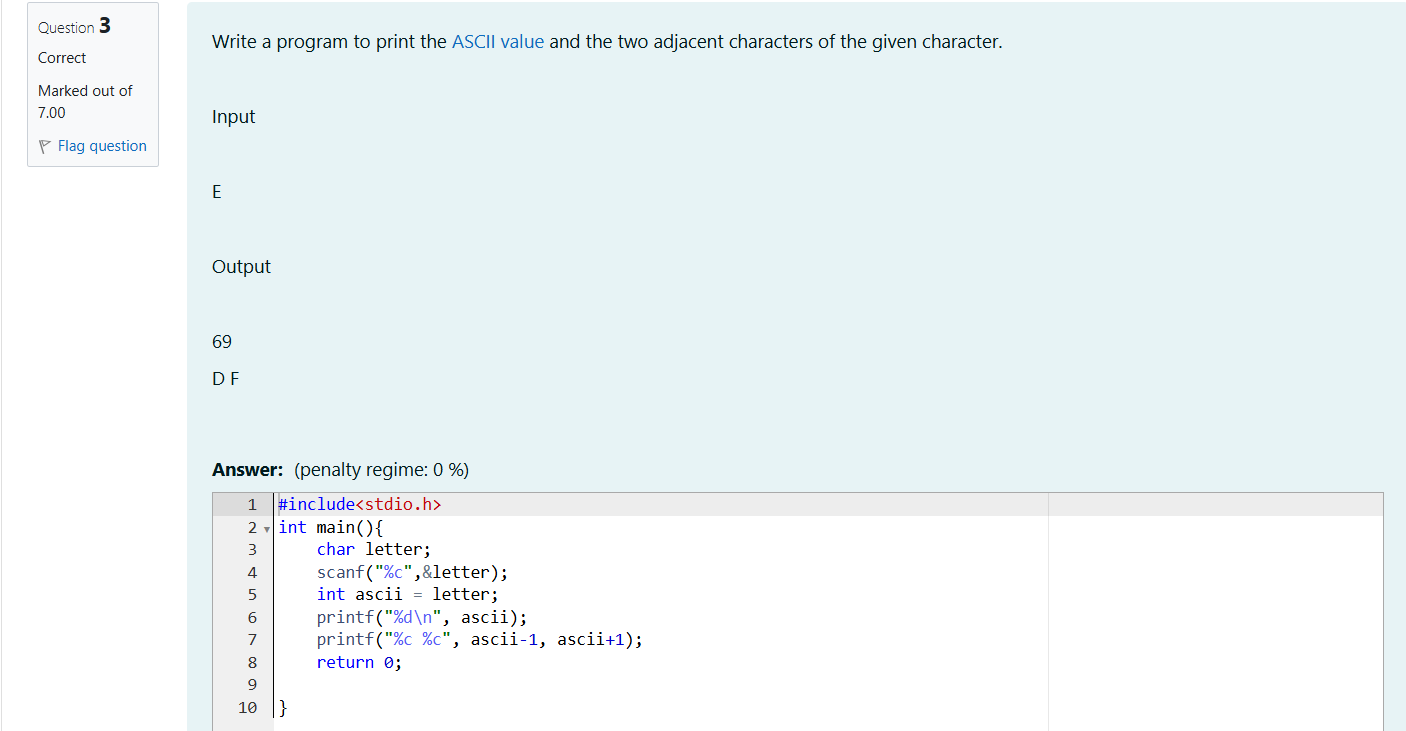 Question 3
Correct
Marked out of
7.00
Flag question
Write a program to print the ASCII value and the two adjacent characters of the given character.
Input
E
Output
69
D F
Answer: (penalty regime: 0 %)
1 #include<stdio.h>
2 int main(){
3     char letter;
4     scanf("%c",&letter);
5     int ascii = letter;
6     printf("%d\n", ascii);
7     printf("%c %c", ascii-1, ascii+1);
8     return 0;
9
10 }